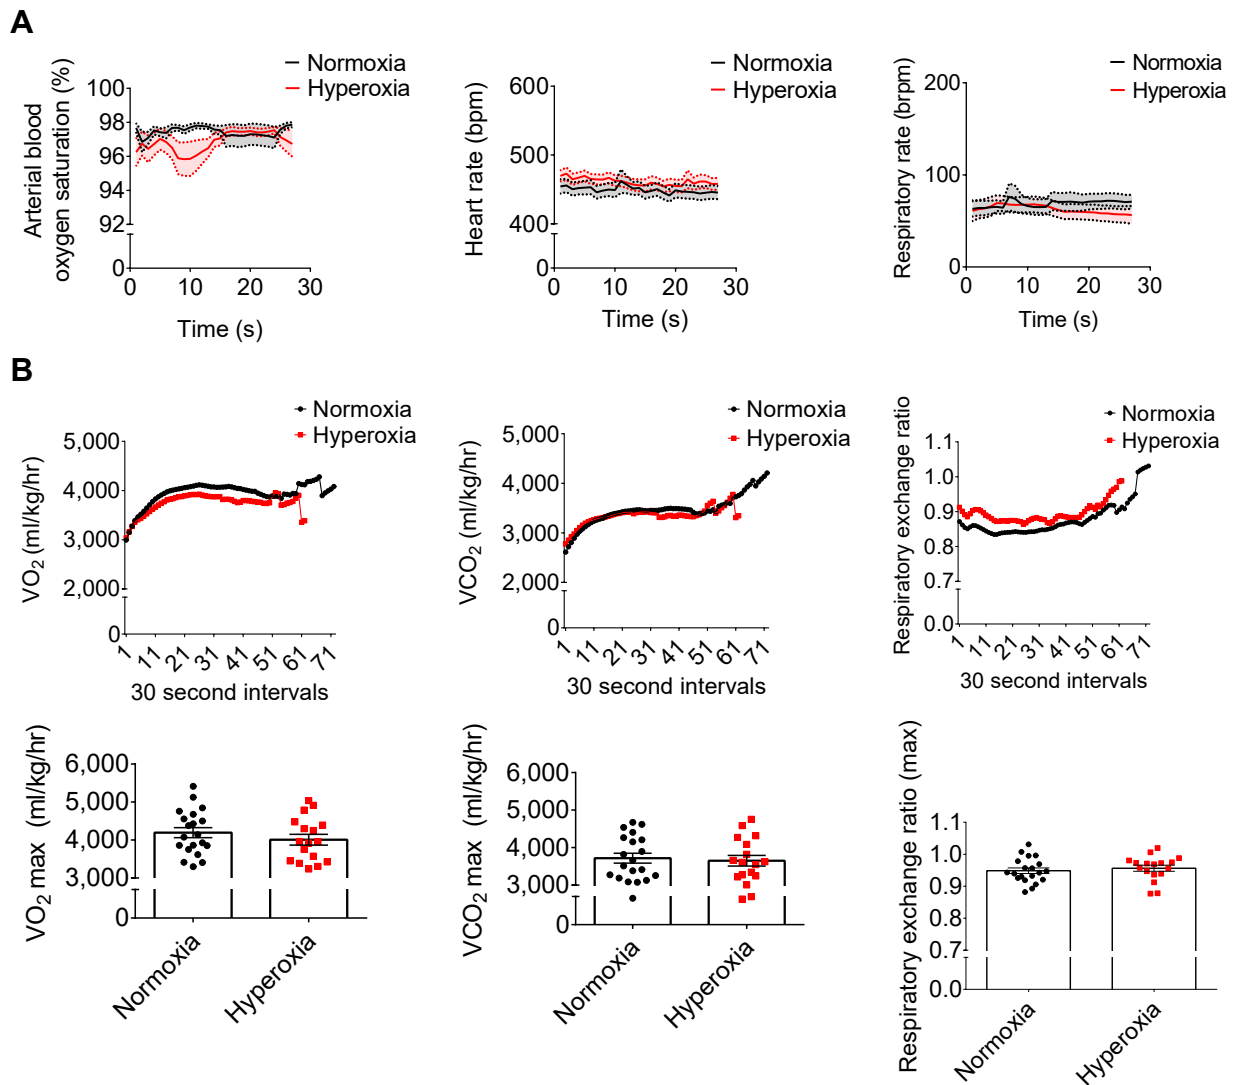 A
Arterial blood
oxygen saturation (%)
100
98
96
94
92
0
0 10 20 30
Time (s)
Normoxia
Hyperoxia
Heart rate (bpm)
600
500
400
0
0 10 20 30
Time (s)
Normoxia
Hyperoxia
Respiratory rate (brpm)
200
100
0
0 10 20 30
Time (s)
Normoxia
Hyperoxia
B
VO2 (ml/kg/hr)
5,000
4,000
3,000
2,000
0
1 11 21 31 41 51 61 71
30 second intervals
Normoxia
Hyperoxia
VCO2 (ml/kg/hr)
5,000
4,000
3,000
2,000
0
1 11 21 31 41 51 61 71
30 second intervals
Normoxia
Hyperoxia
Respiratory exchange ratio
1.1
1.0
0.9
0.8
0.7
0.0
1 11 21 31 41 51 61 71
30 second intervals
Normoxia
Hyperoxia
VO2 max (ml/kg/hr)
6,000
5,000
4,000
3,000
0
Normoxia
Hyperoxia
VCO2 max (ml/kg/hr)
6,000
5,000
4,000
3,000
0
Normoxia
Hyperoxia
Respiratory exchange ratio (max)
1.1
1.0
0.9
0.8
0.7
0.0
Normoxia
Hyperoxia